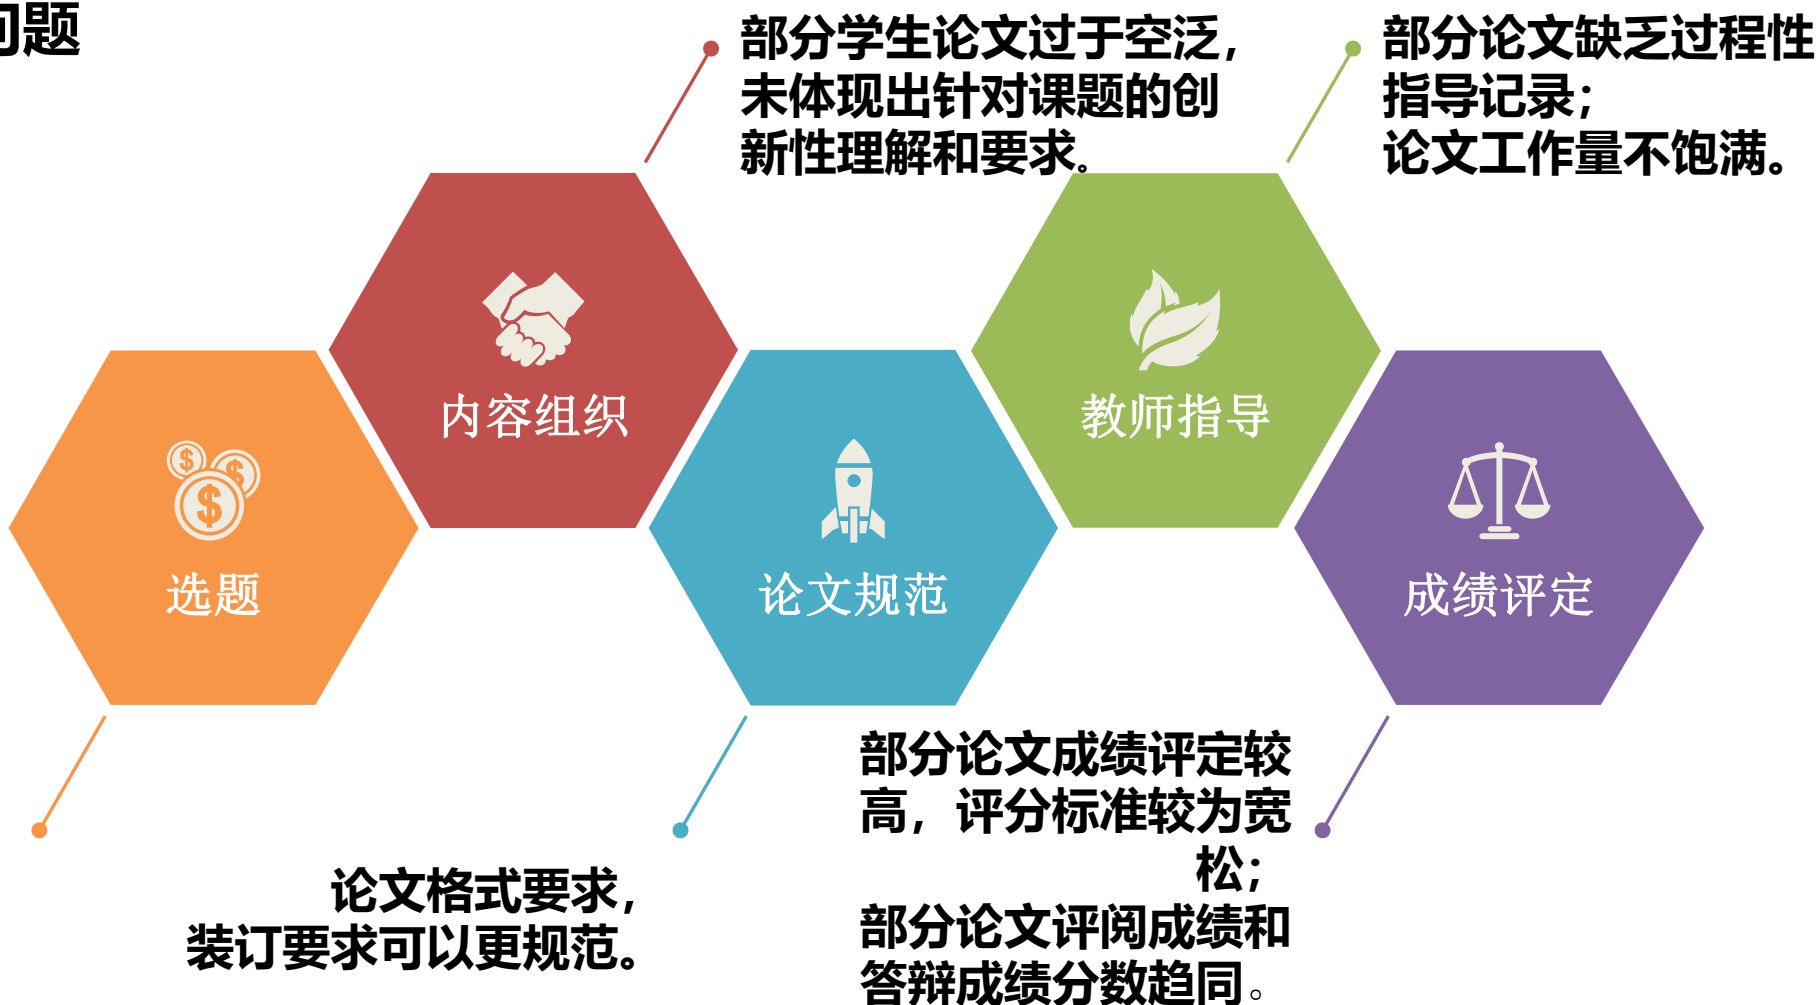 问题
部分学生论文过于空泛，
未体现出针对课题的创
新性理解和要求。
部分论文缺乏过程性
指导记录；
论文工作量不饱满。
内容组织
教师指导
选题
论文规范
成绩评定
论文格式要求，
装订要求可以更规范。
部分论文成绩评定较
高，评分标准较为宽
松；
部分论文评阅成绩和
答辩成绩分数趋同。